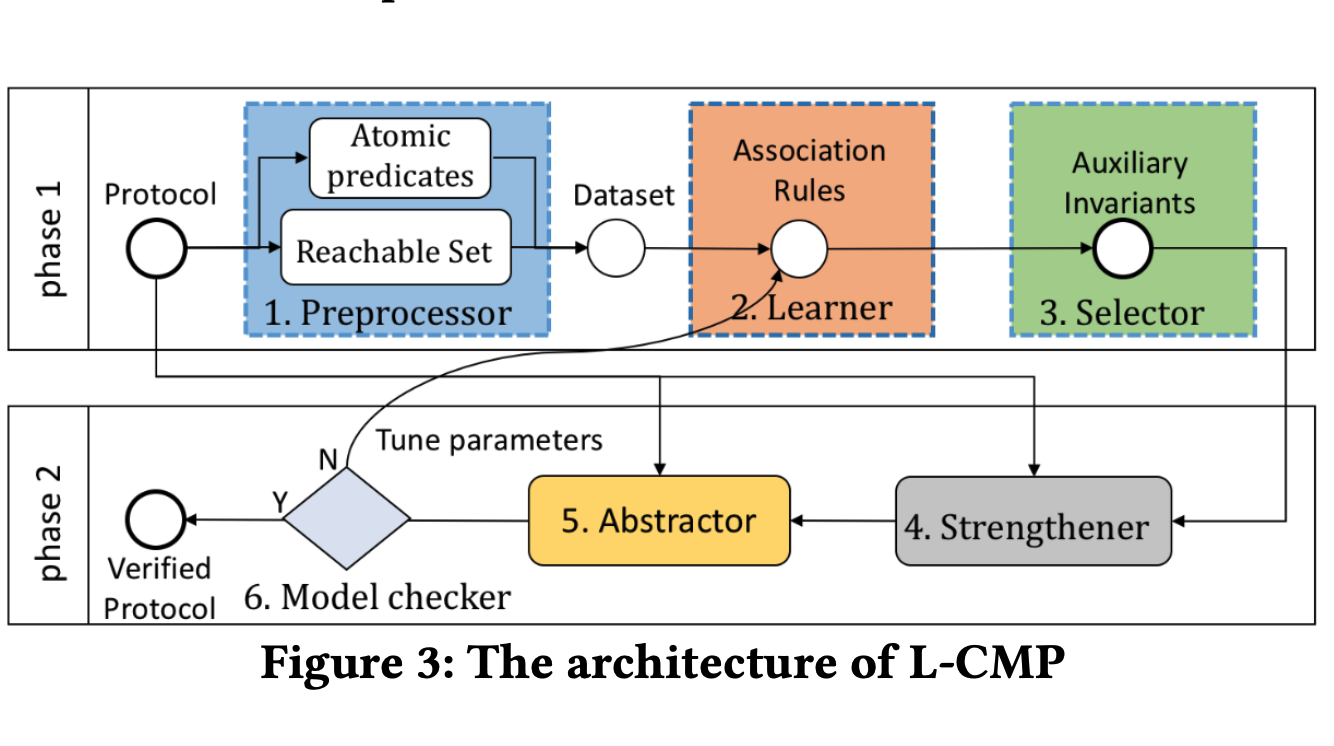 phase 1
Protocol
Atomic
predicates
Reachable Set
1. Preprocessor
Dataset
Association
Rules
2. Learner
Auxiliary
Invariants
3. Selector
phase 2
Y
N
Tune parameters
Verified
Protocol
6. Model checker
5. Abstractor
4. Strengthener
Figure 3: The architecture of L-CMP